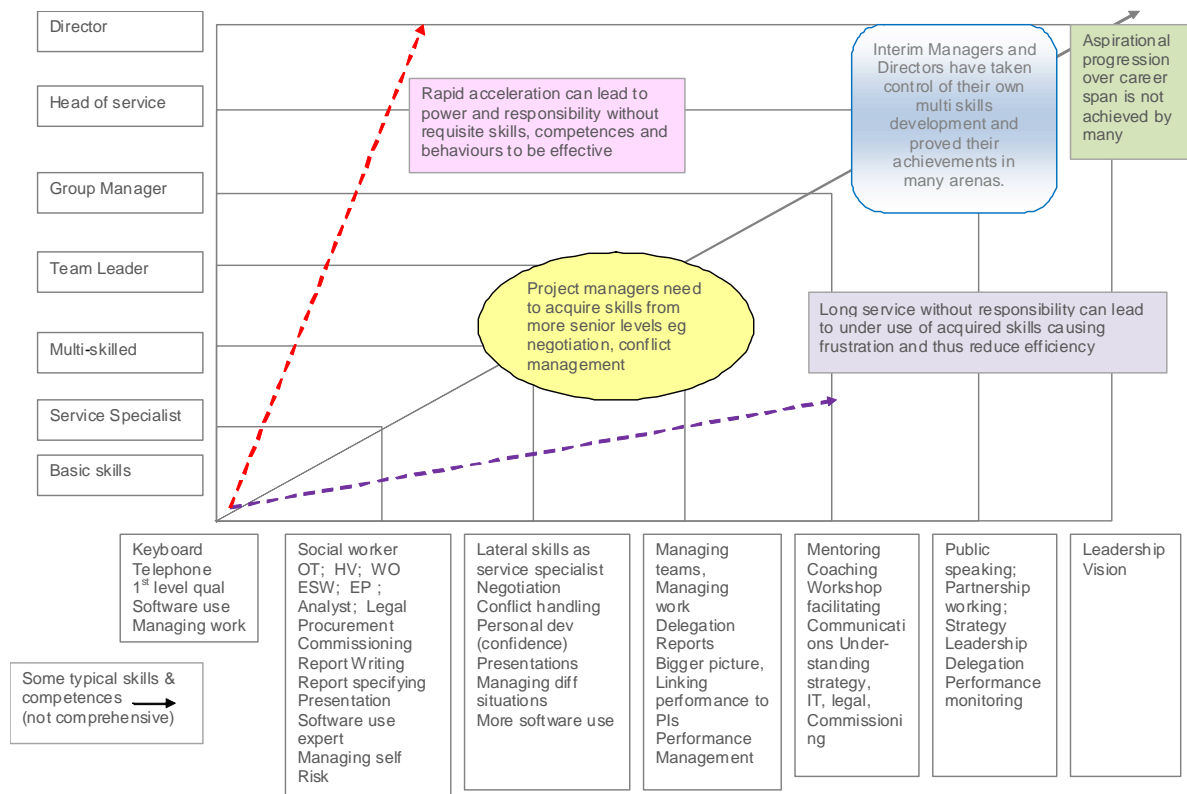 Director
Head of service
Group Manager
Team Leader
Multi-skilled
Service Specialist
Basic skills
Rapid acceleration can lead to
power and responsibility without
requisite skills, competences and
behaviours to be effective
Interim Managers and
Directors have taken
control of their own
multi skills
development and
proved their
achievements in
many arenas.
Aspirational
progression
over career
span is not
achieved by
many
Project managers need
to acquire skills from
more senior levels eg
negotiation, conflict
management
Long service without responsibility can lead
to under use of acquired skills causing
frustration and thus reduce efficiency
Keyboard
Telephone
1st level qual
Software use
Managing work
Social worker
OT; HV; WO
ESW; EP ;
Analyst; Legal
Procurement
Commissioning
Report Writing
Report specifying
Presentation
Software use
expert
Managing self
Risk
Lateral skills as
service specialist
Negotiation
Conflict handling
Personal dev
(confidence)
Presentations
Managing diff
situations
More software use
Managing
teams,
Managing
work
Delegation
Reports
Bigger picture,
Linking
performance to
PIs
Performance
Management
Mentoring
Coaching
Workshop
facilitating
Communicati
ons Under-
standing
strategy,
IT, legal,
Commissioni
ng
Public
speaking;
Partnership
working;
Strategy
Leadership
Delegation
Performance
monitoring
Leadership
Vision
Some typical skills &
competences
(not comprehensive)